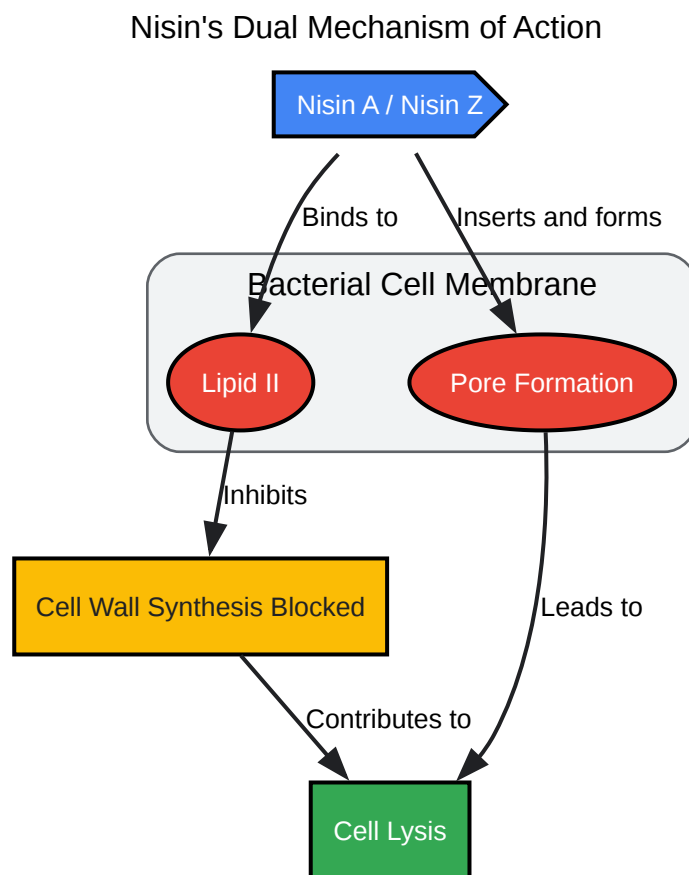 Nisin's Dual Mechanism of Action
Nisin A / Nisin Z
Binds to
Inserts and forms
Bacterial Cell Membrane
Lipid II
Pore Formation
Inhibits
Cell Wall Synthesis Blocked
Leads to
Contributes to
Cell Lysis